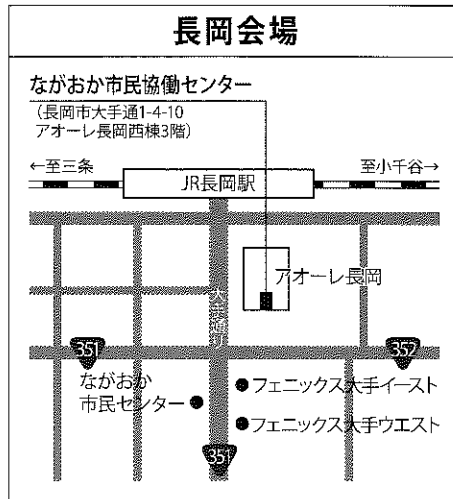 長岡会場
ながおか市民協働センター
（長岡市大手通1-4-10
アオーレ長岡西棟3階）
←至三条
至小千谷→
JR長岡駅
アオーレ長岡
大手通り
351
352
ながおか
市民センター
フェニックス大手イースト
フェニックス大手ウエスト
351